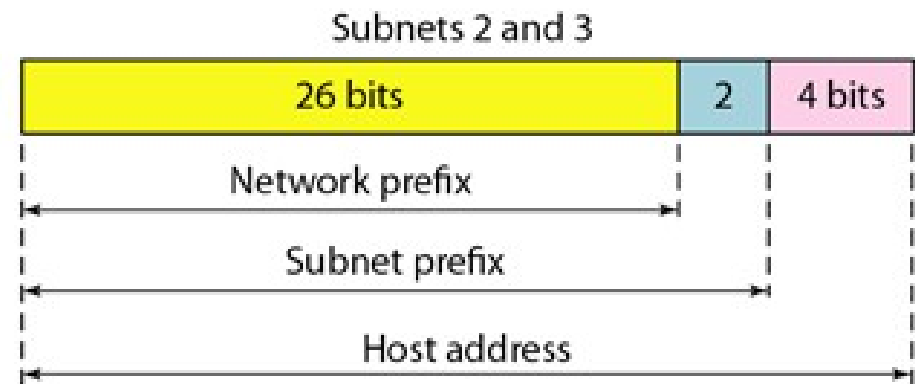 Subnets 2 and 3
26 bits 2 4 bits
Network prefix
Subnet prefix
Host address